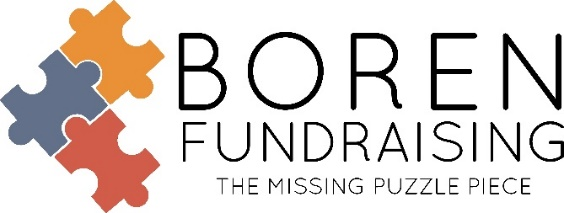 BOREN
FUNDRAISING
THE MISSING PUZZLE PIECE